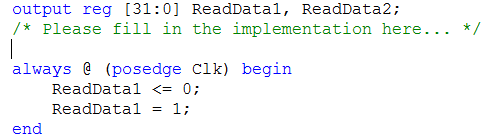 output reg [31:0] ReadData1, ReadData2;
/* Please fill in the implementation here... */
always @ (posedge Clk) begin
ReadData1 <= 0;
ReadData1 = 1;
end